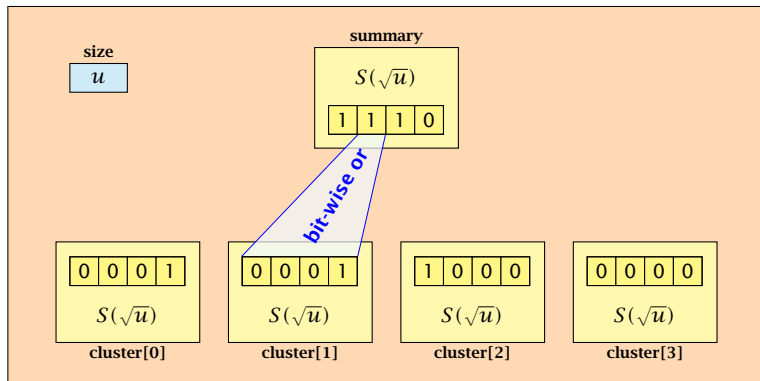 summary
size
u
S(√u)
1 1 1 0
bit-wise or
0 0 0 1
0 0 0 1
1 0 0 0
0 0 0 0
S(√u)
S(√u)
S(√u)
S(√u)
cluster[0]
cluster[1]
cluster[2]
cluster[3]